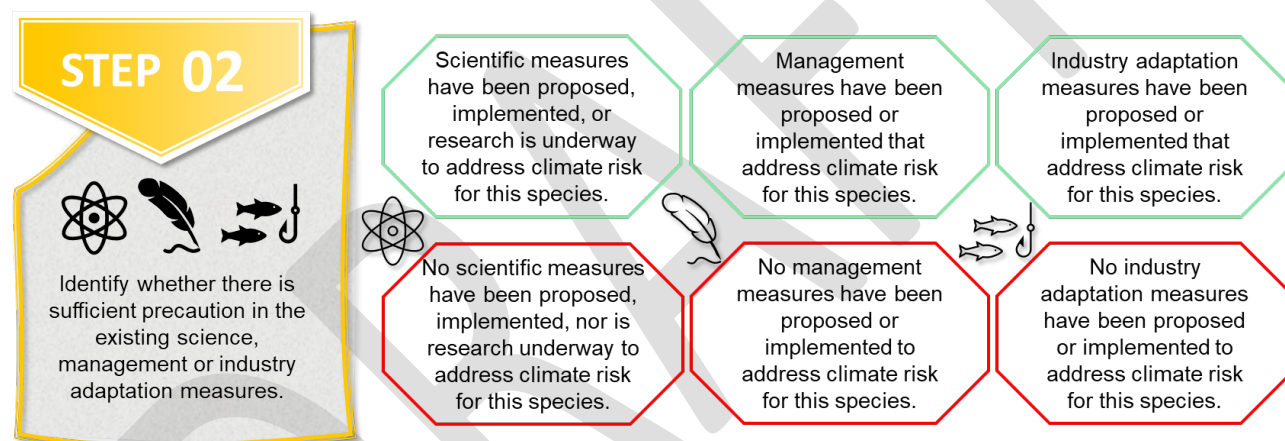 STEP 02
Identify whether there is
sufficient precaution in the
existing science,
management or industry
adaptation measures.
Scientific measures
have been proposed,
implemented, or
research is underway
to address climate risk
for this species.
Management
measures have been
proposed or
implemented that
address climate risk
for this species.
Industry adaptation
measures have been
proposed or
implemented that
address climate risk
for this species.
No scientific measures
have been proposed,
implemented, nor is
research underway to
address climate risk
for this species.
No management
measures have been
proposed or
implemented to
address climate risk
for this species.
No industry
adaptation measures
have been proposed
or implemented to
address climate risk
for this species.